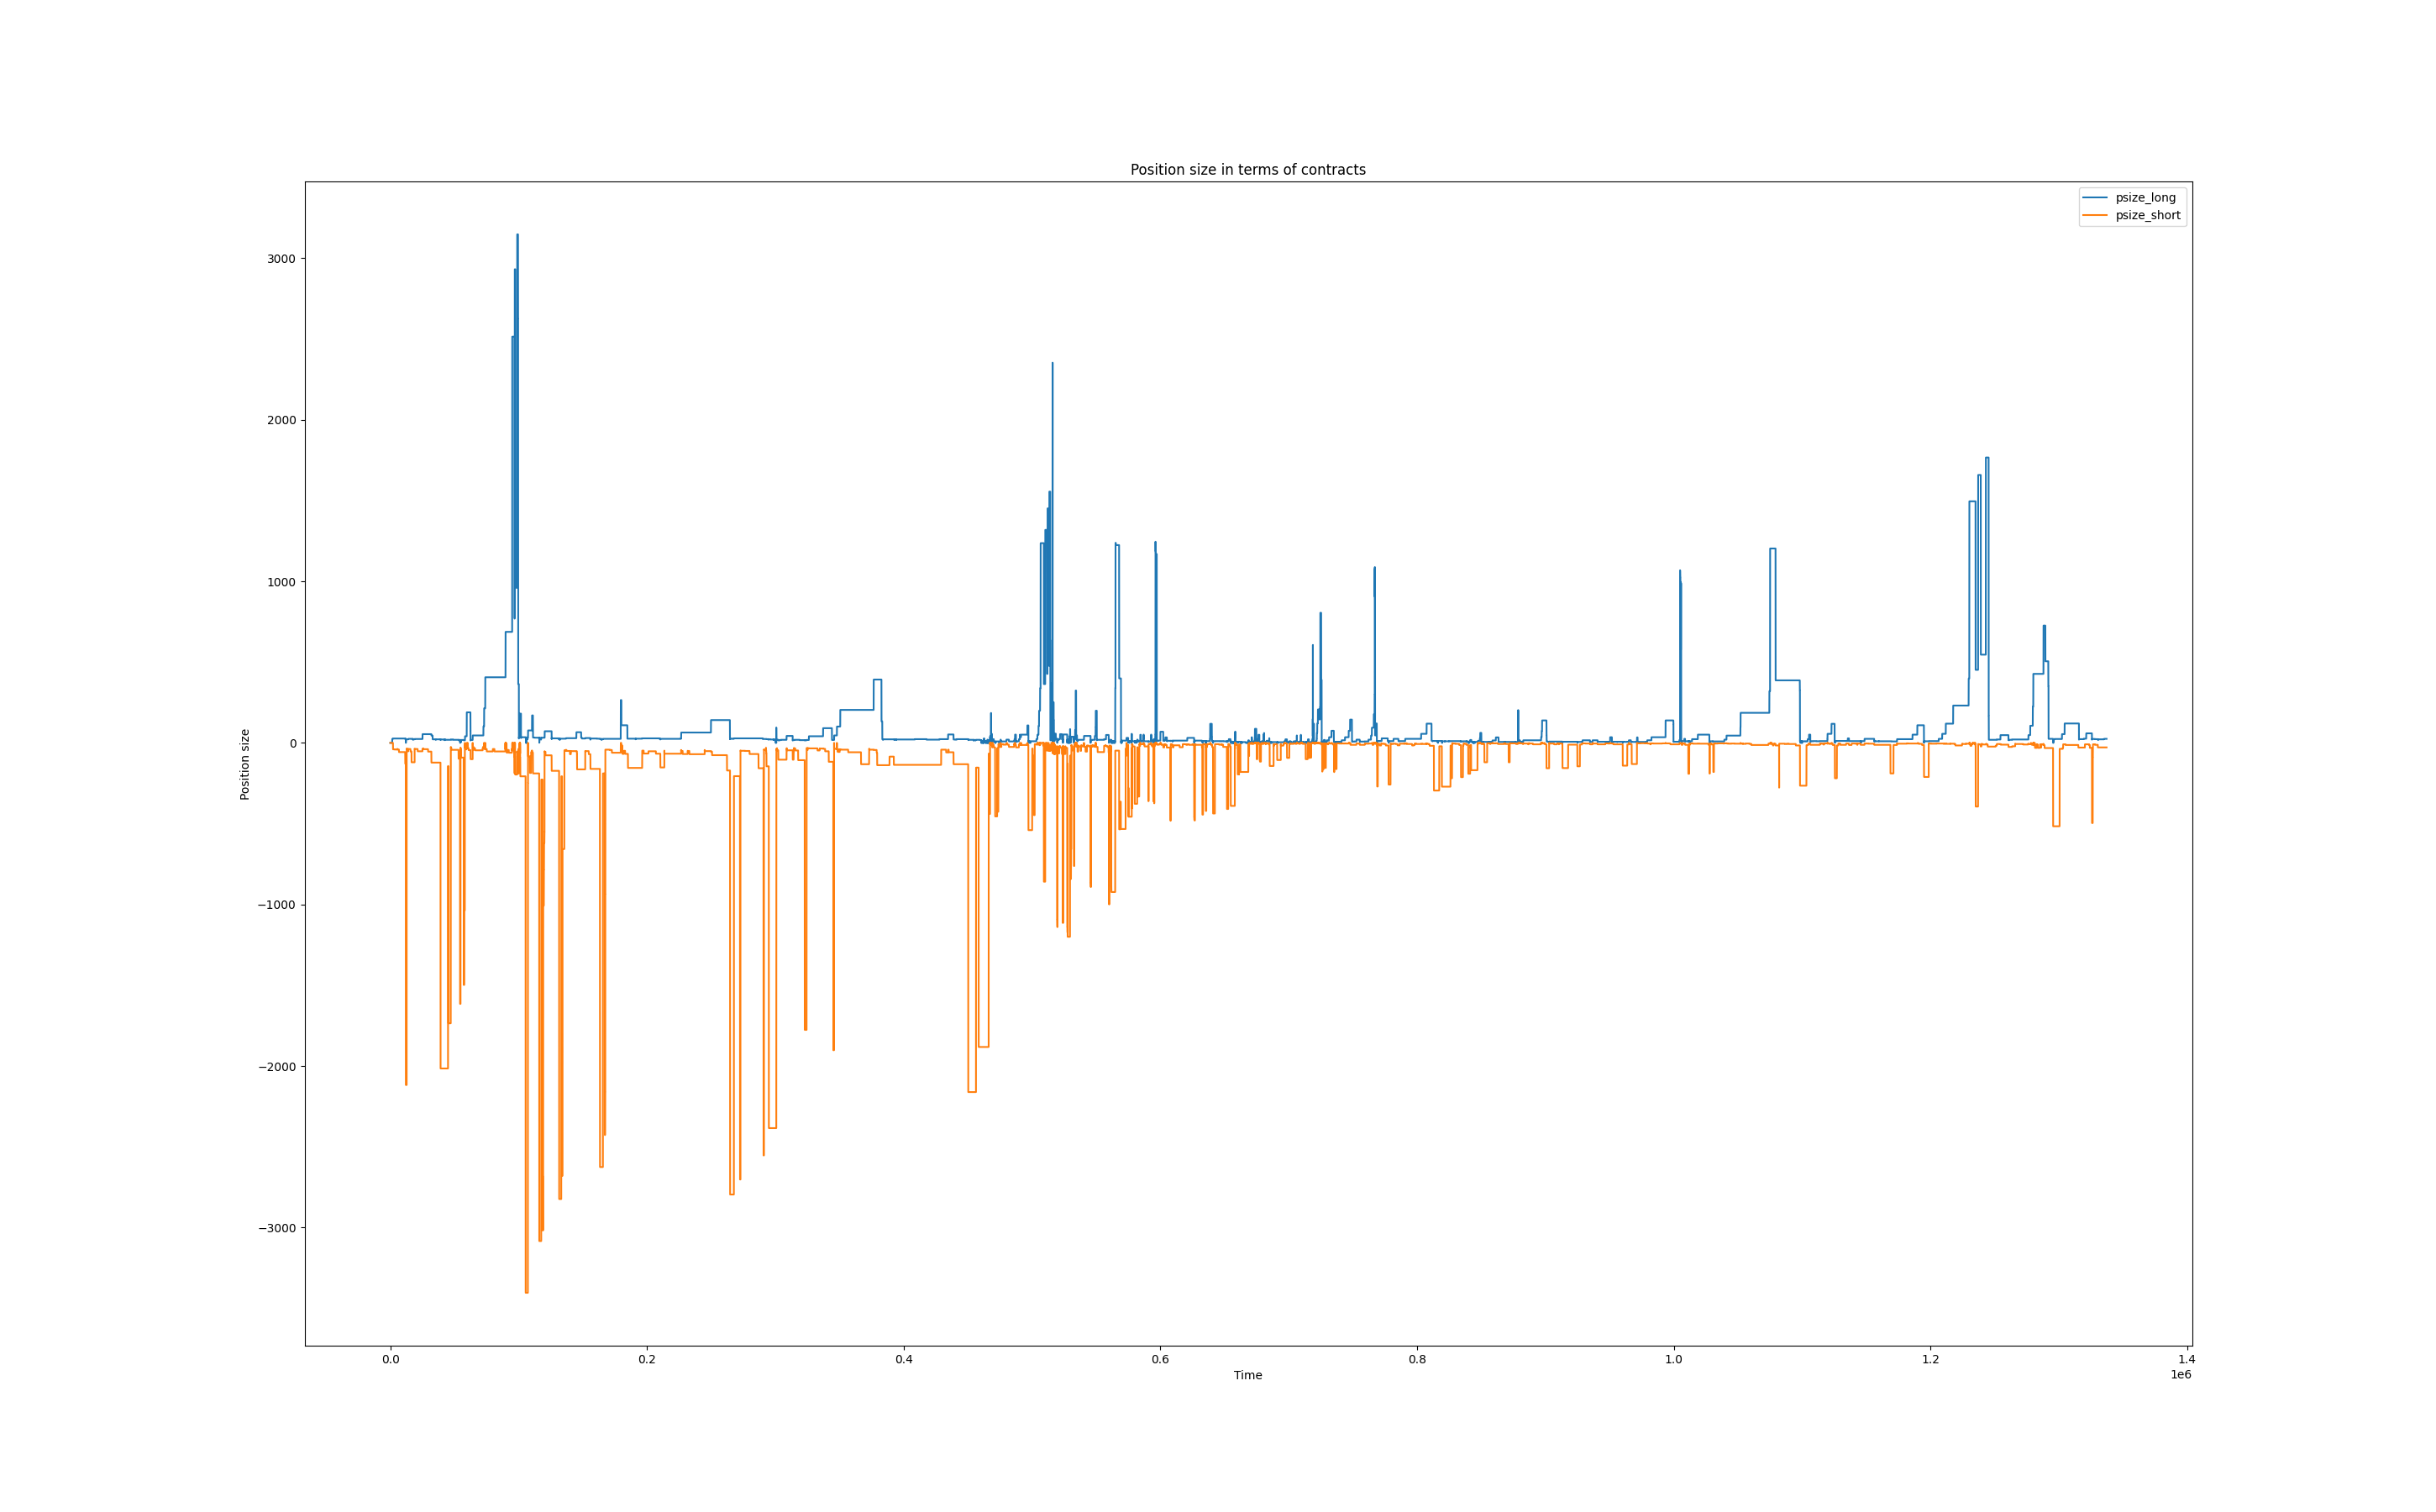 Position size in terms of contracts
psize_long
psize_short
3000
2000
1000
0
−1000
−2000
−3000
Position size
0.0 0.2 0.4 0.6 0.8 1.0 1.2 1.4
1e6
Time